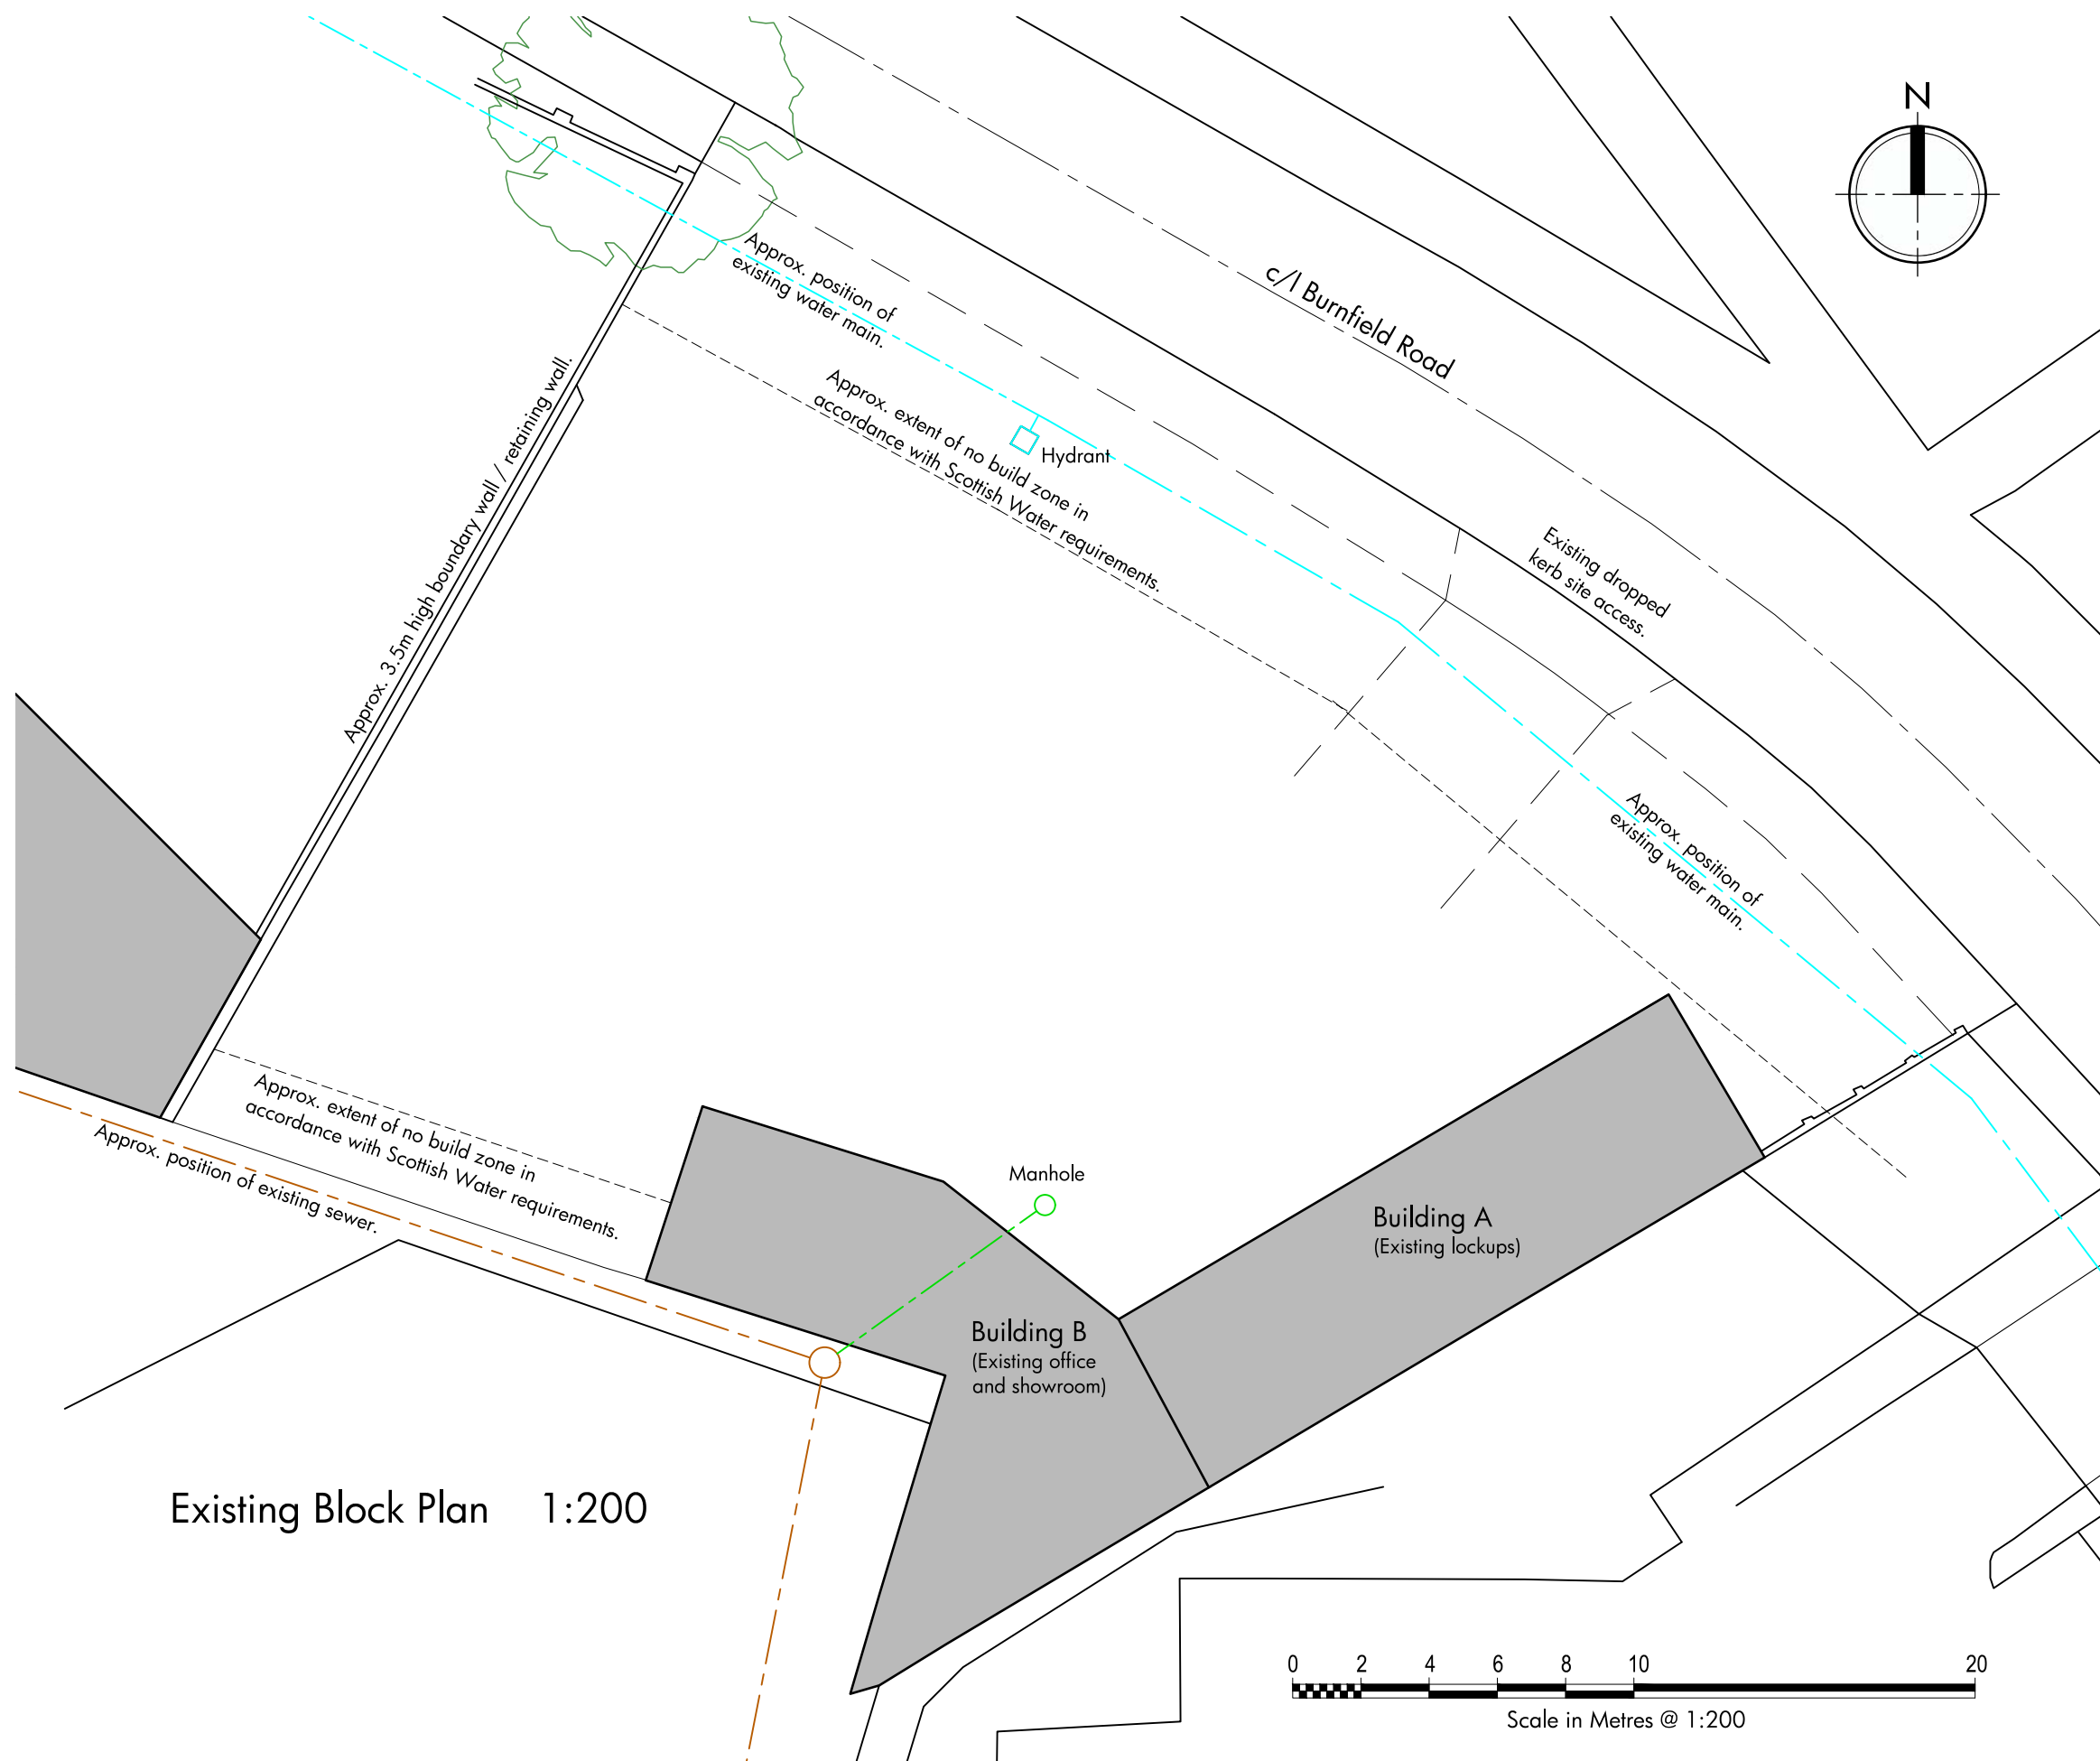 N
c/l Burnfield Road
Approx. position of
existing water main.
Approx. extent of no build zone in
accordance with Scottish Water requirements.
Hydrant
Approx. 3.5m high boundary wall / retaining wall.
Existing dropped
kerb site access.
Approx. position of
existing water main.
Approx. extent of no build zone in
accordance with Scottish Water requirements.
Approx. position of existing sewer.
Manhole
Building A
(Existing lockups)
Building B
(Existing office
and showroom)
Existing Block Plan 1:200
0 2 4 6 8 10 20
Scale in Metres @ 1:200